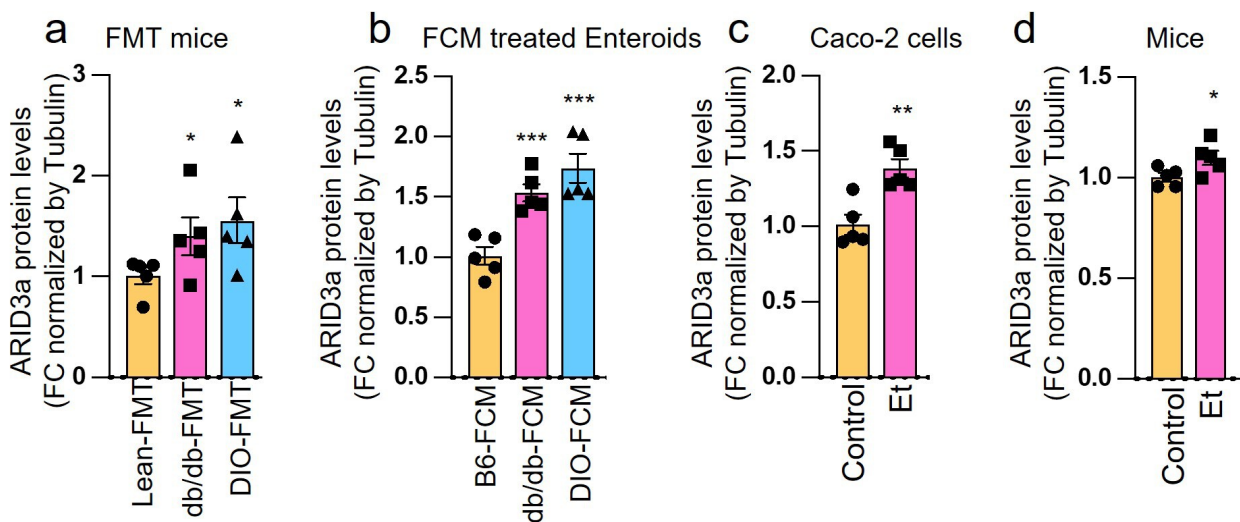 a FMT mice
ARID3a protein levels
(FC normalized by Tubulin)
3
2
1
0
*
*
Lean-FMT
db/db-FMT
DIO-FMT
b FCM treated Enteroids
ARID3a protein levels
(FC normalized by Tubulin)
2.5
2.0
1.5
1.0
0.5
0.0
***
***
B6-FCM
db/db-FCM
DIO-FCM
c Caco-2 cells
ARID3a protein levels
(FC normalized by Tubulin)
2.0
1.5
1.0
0.5
0.0
**
Control
Et
d Mice
ARID3a protein levels
(FC normalized by Tubulin)
1.5
1.0
0.5
0.0
*
Control
Et